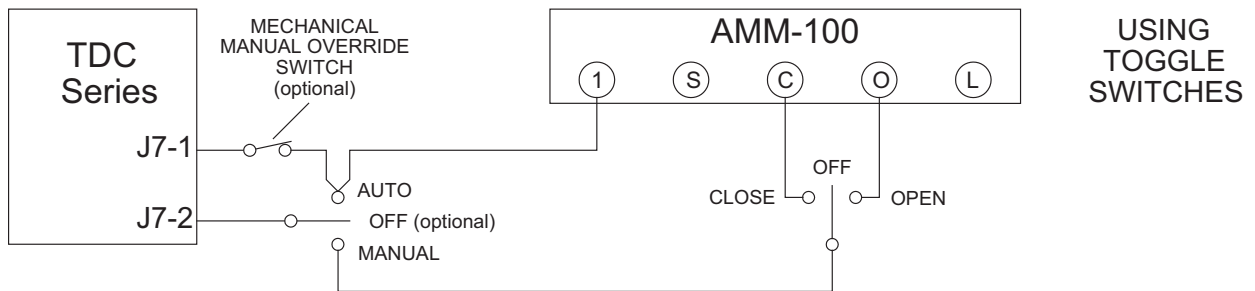 TDC
Series
J7-1
J7-2
MECHANICAL
MANUAL OVERRIDE
SWITCH
(optional)
AUTO
OFF (optional)
MANUAL
AMM-100
1 S C O L
OFF
CLOSE OPEN
USING
TOGGLE
SWITCHES